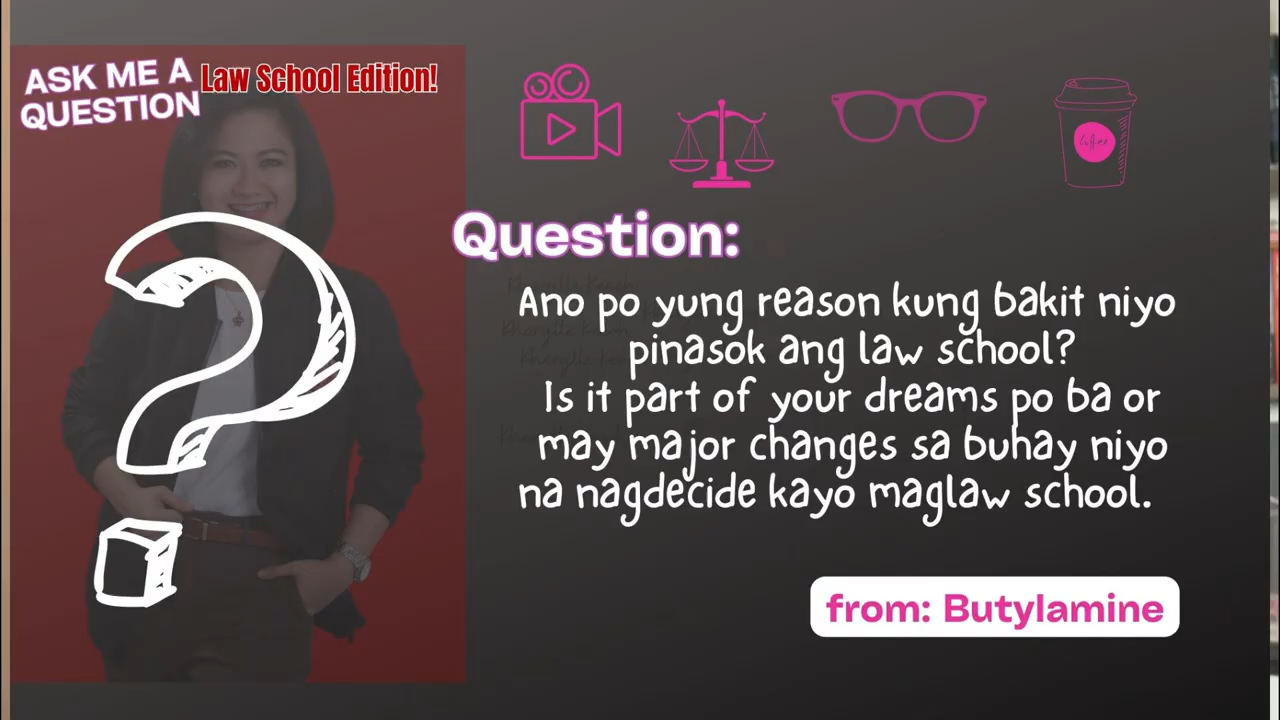 ASK ME A
QUESTION
Law School Edition!
Coffee
Question:
Ano po yung reason kung bakit niyo
pinasok ang law school?
Is it part of your dreams po ba or
may major changes sa buhay niyo
na nagdecide kayo maglaw school.
from: Butylamine